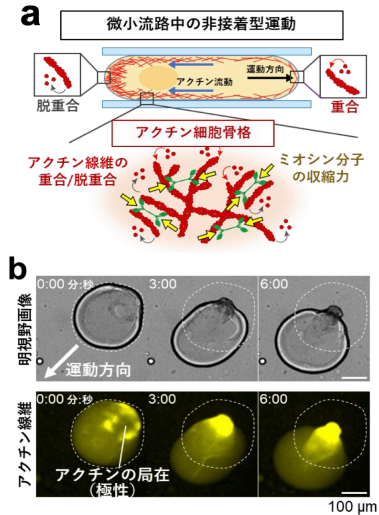 a
微小流路中の非接着型運動
運動方向
アクチン流動
脱重合
重合
アクチン細胞骨格
アクチン線維の
重合/脱重合
ミオシン分子
の収縮力
b
明視野画像
0:00 分:秒
3:00
6:00
運動方向
アクチン線維
0:00 分:秒
3:00
6:00
アクチンの局在
(極性)
100 μm